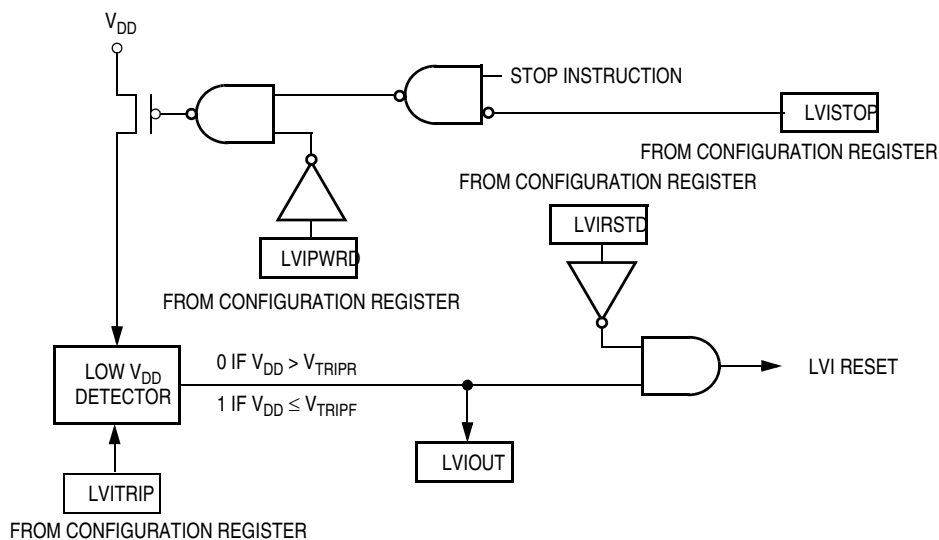 VDD
STOP INSTRUCTION
LVISTOP
FROM CONFIGURATION REGISTER
FROM CONFIGURATION REGISTER
LVIRSTD
LVIPWRD
FROM CONFIGURATION REGISTER
LOW VDD
DETECTOR
0 IF VDD > VTRIPR
1 IF VDD ≤ VTRIPF
LVI RESET
LVIOUT
LVITRIP
FROM CONFIGURATION REGISTER